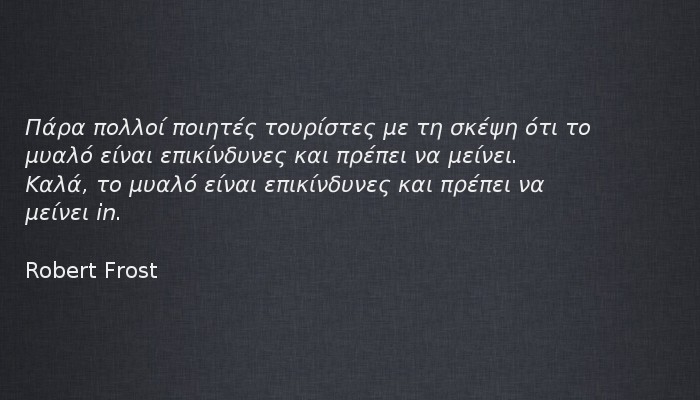 Πάρα πολλοί ποιητές τουρίστες με τη σκέψη ότι το
μυαλό είναι επικίνδυνες και πρέπει να μείνει.
Καλά, το μυαλό είναι επικίνδυνες και πρέπει να
μείνει in.
Robert Frost